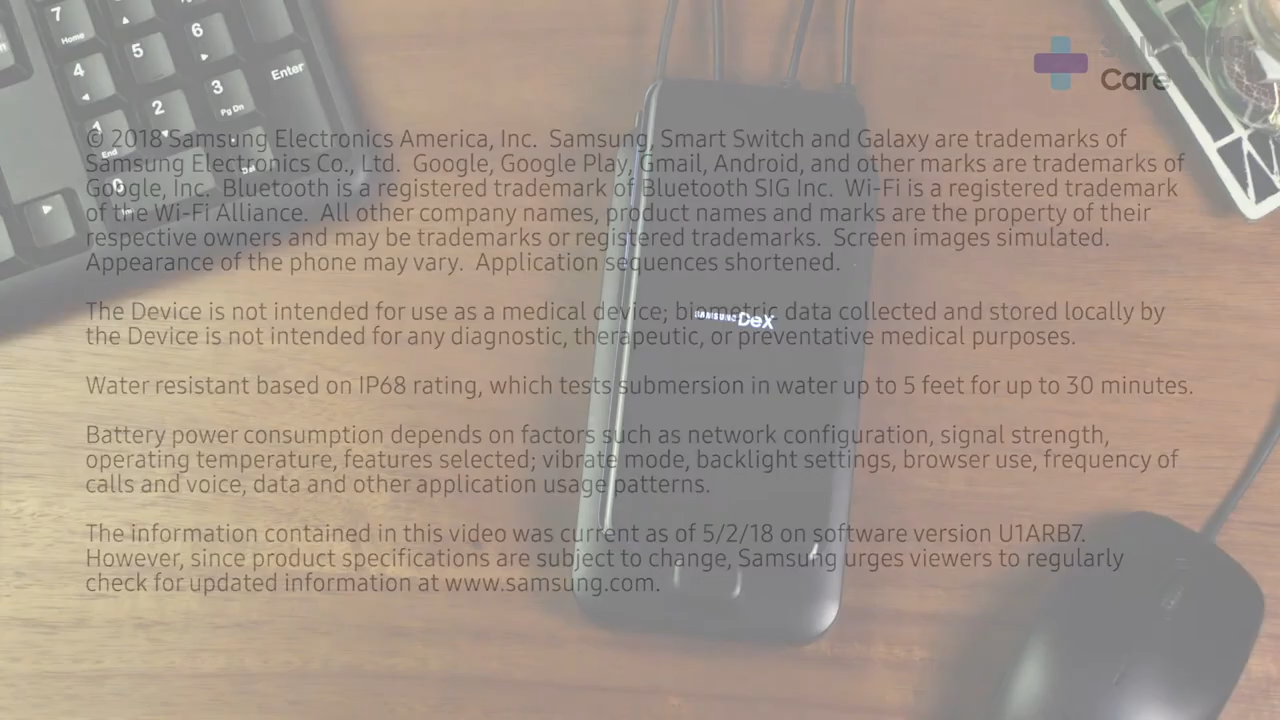 7
Home
4
5
6
Enter
1
End
2
3
Pg On
0
SAMSUNG
Care
© 2018 Samsung Electronics America, Inc.  Samsung, Smart Switch and Galaxy are trademarks of
Samsung Electronics Co., Ltd.  Google, Google Play, Gmail, Android, and other marks are trademarks of
Google, Inc.  Bluetooth is a registered trademark of Bluetooth SIG Inc.  Wi-Fi is a registered trademark
of the Wi-Fi Alliance.  All other company names, product names and marks are the property of their
respective owners and may be trademarks or registered trademarks.  Screen images simulated.
Appearance of the phone may vary.  Application sequences shortened.
The Device is not intended for use as a medical device; biometric data collected and stored locally by
the Device is not intended for any diagnostic, therapeutic, or preventative medical purposes.
SAMSUNG DeX
Water resistant based on IP68 rating, which tests submersion in water up to 5 feet for up to 30 minutes.
Battery power consumption depends on factors such as network configuration, signal strength,
operating temperature, features selected; vibrate mode, backlight settings, browser use, frequency of
calls and voice, data and other application usage patterns.
The information contained in this video was current as of 5/2/18 on software version U1ARB7.
However, since product specifications are subject to change, Samsung urges viewers to regularly
check for updated information at www.samsung.com.